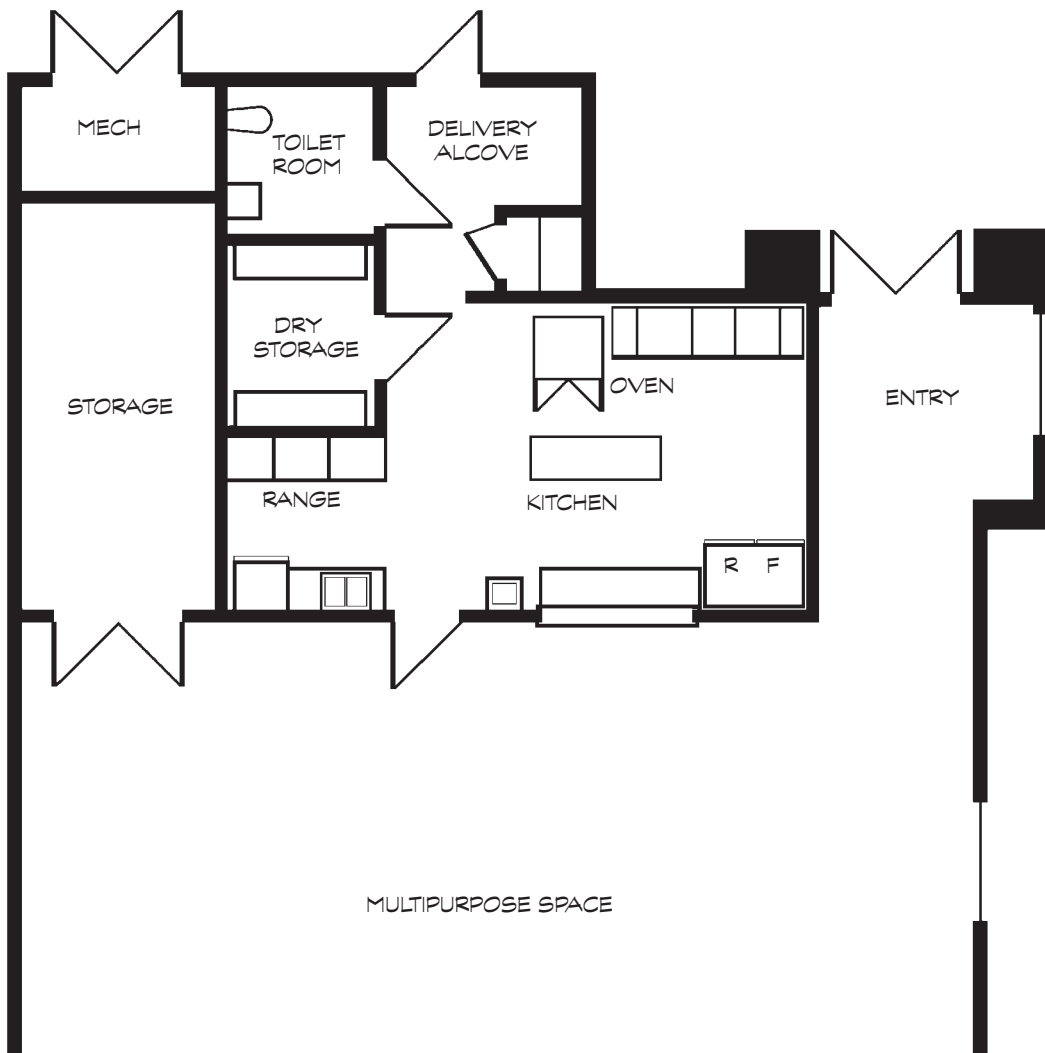 MECH
TOILET
ROOM
DELIVERY
ALCOVE
DRY
STORAGE
OVEN
ENTRY
STORAGE
RANGE
KITCHEN
R F
MULTIPURPOSE SPACE